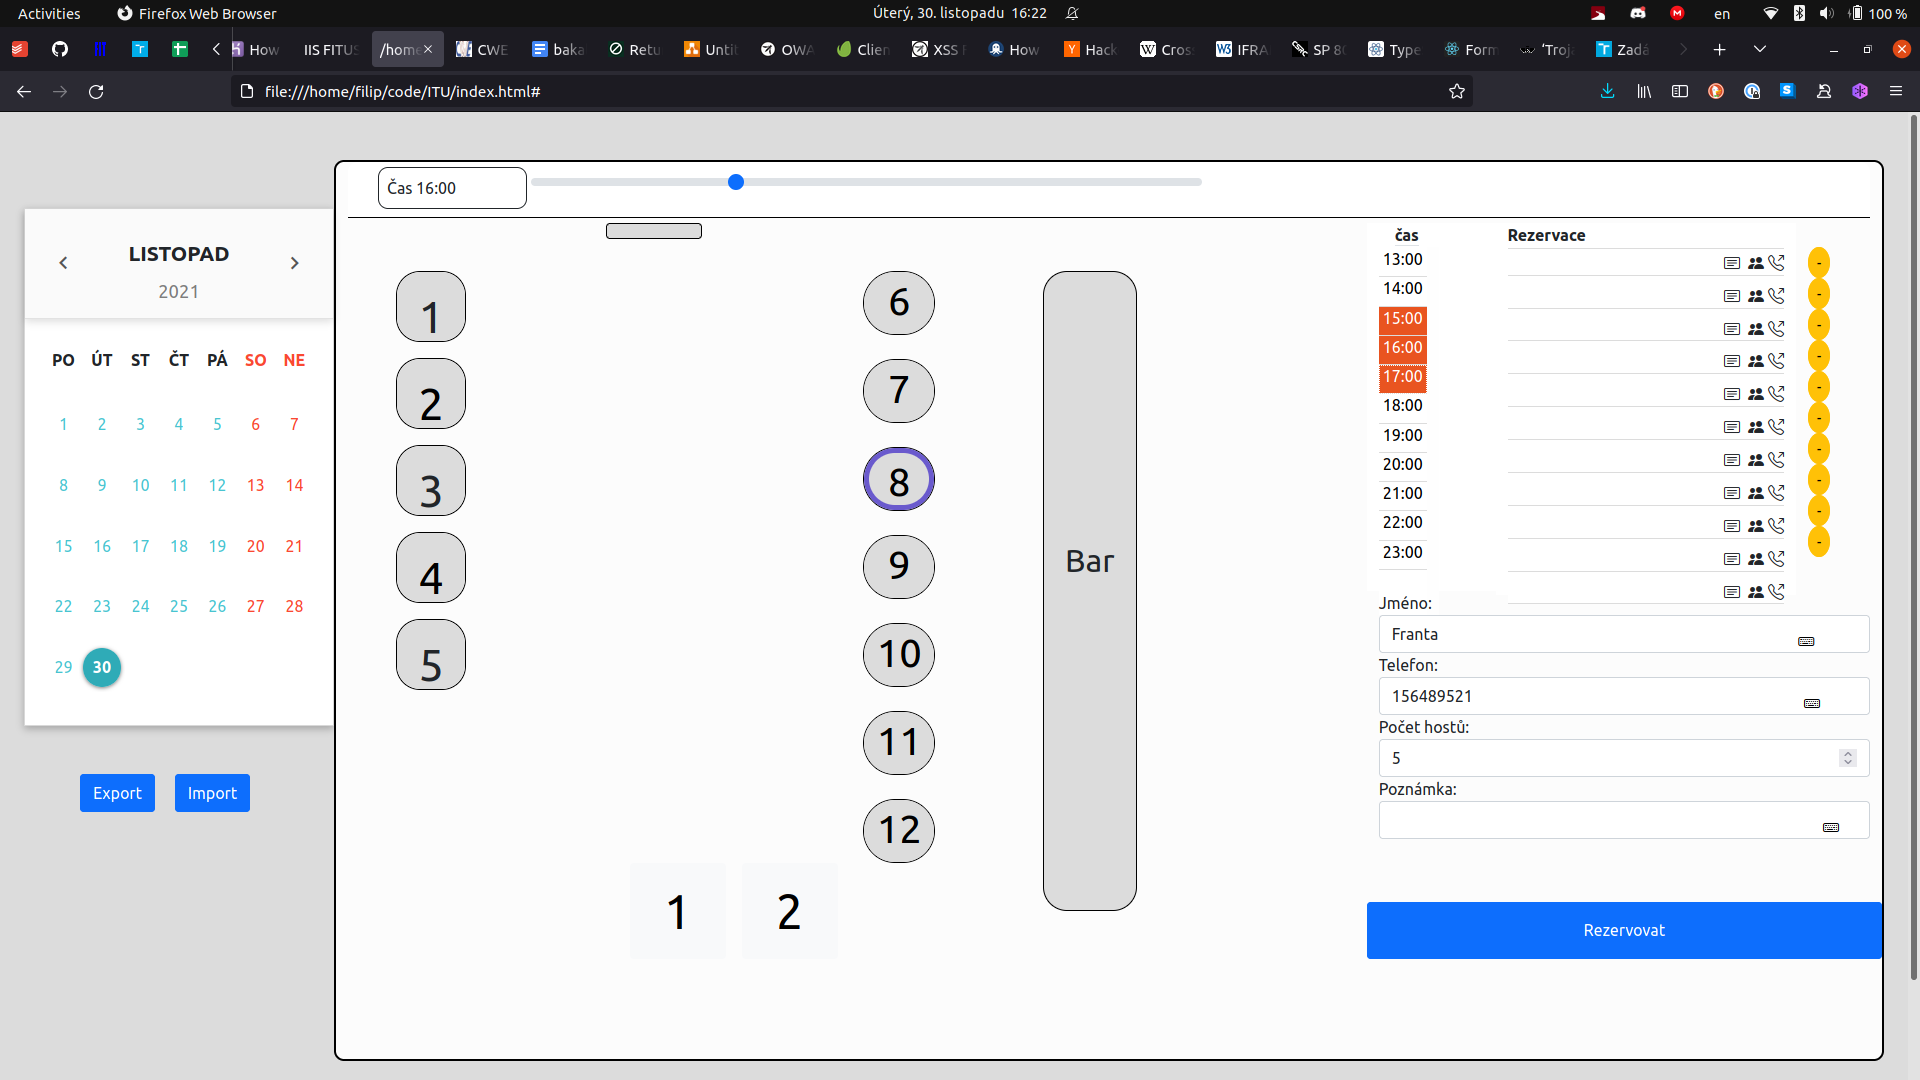 Activities Firefox Web Browser Úterý, 30. listopadu 16:22 en 100 %
How IIS FITUS /home CWE baka Retu Untit OWA Clien XSS How Hack Cros IFRA SP 80 Type Form 'Troj Zadá
file:///home/filip/code/ITU/index.html#
Čas 16:00
LISTOPAD
2021
PO ÚT ST ČT PÁ SO NE
1 2 3 4 5 6 7
8 9 10 11 12 13 14
15 16 17 18 19 20 21
22 23 24 25 26 27 28
29 30
Export Import
1
2
3
4
5
6
7
8
9
10
11
12
1 2
Bar
čas Rezervace
13:00
14:00
15:00
16:00
17:00
18:00
19:00
20:00
21:00
22:00
23:00
-
-
-
-
-
-
-
-
-
-
Jméno:
Franta
Telefon:
156489521
Počet hostů:
5
Poznámka:
Rezervovat